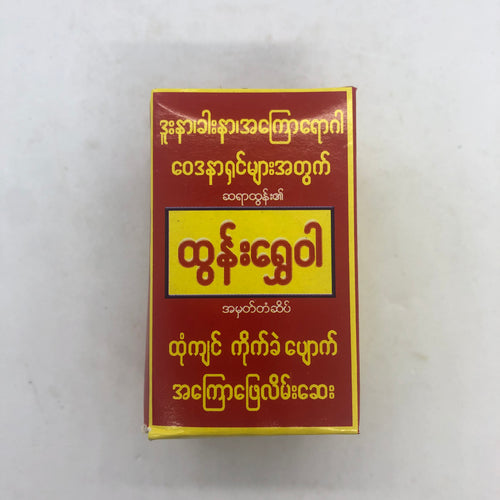 ဒူးနာ၊ခါးနာ၊အကြောရောဂါ
ဝေဒနာရှင်များအတွက်
ဆရာထွန်း၏
ထွန်းရွှေဝါ
အမှတ်တံဆိပ်
ထုံကျင် ကိုက်ခဲ ပျောက်
အကြောဖြေလိမ်းဆေး